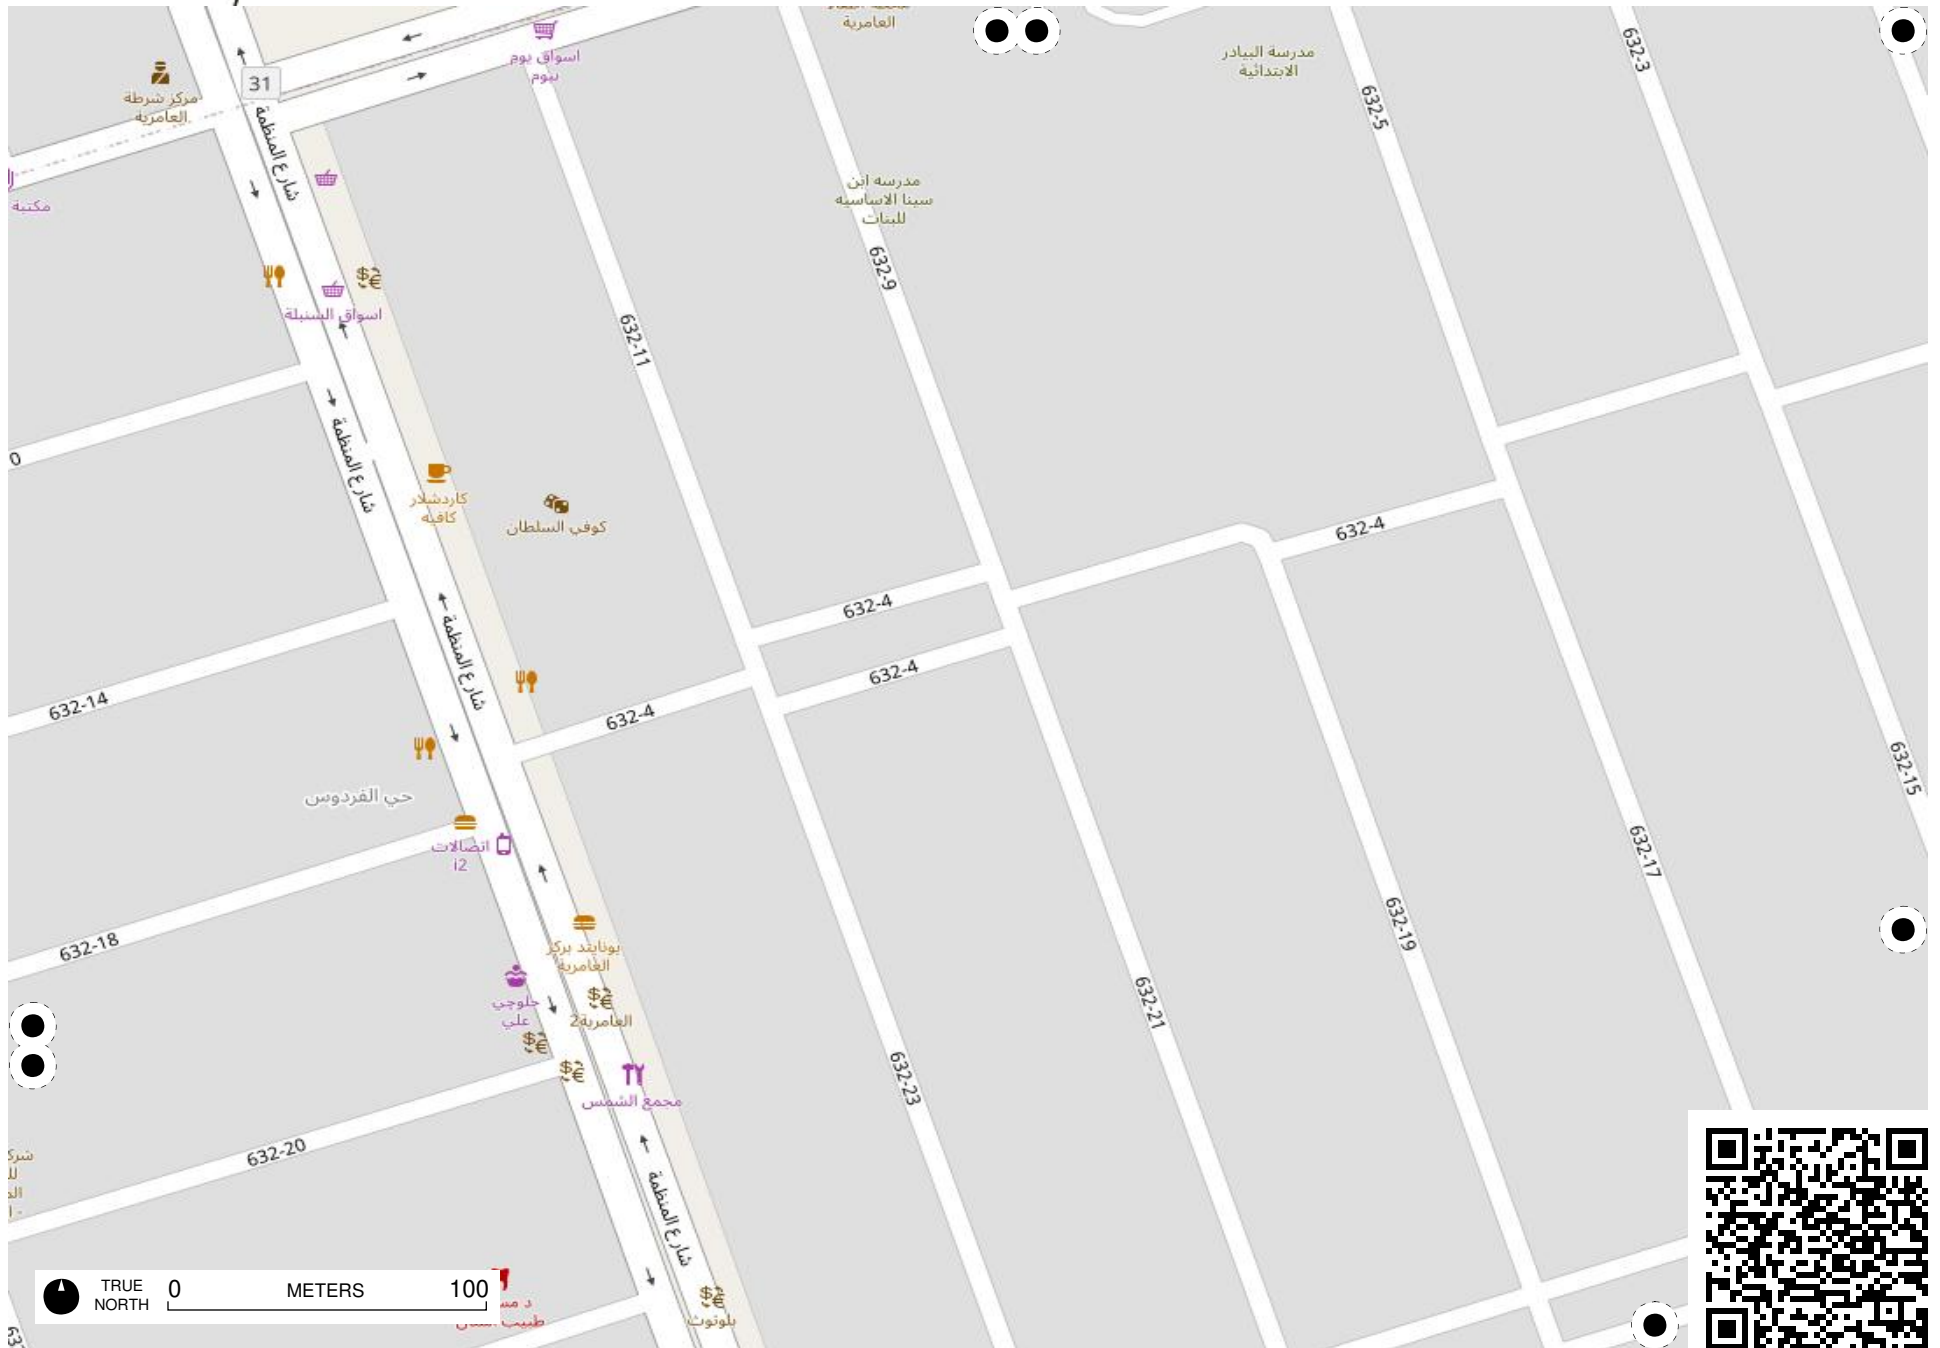 العامرية
مدرسة البيادر
الابتدائية
632-3
اسواق يوم
بيوم
31
مركز شرطة
العامرية
632-5
شارع المنظمة
مكتبة
مدرسه ابن
سينا الاساسيه
للبنات
632-9
اسواق السنبلة
632-11
شارع المنظمة
0
كاردشلار
كافيه
كوفي السلطان
632-4
632-4
632-4
632-4
شارع المنظمة
632-14
632-15
حي الفردوس
اتصالات
i2
632-17
632-18
632-19
يونايتد بركر
العامرية
حلوجي
علي
العامرية2
632-21
632-23
مجمع الشمس
632-20
شارع المنظمة
TRUE
NORTH
0 METERS 100
بلوتوث